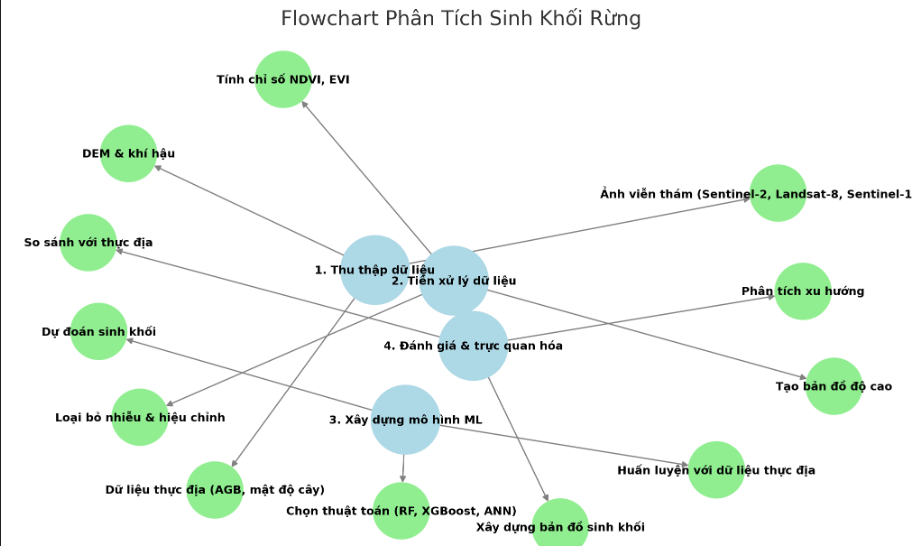 Flowchart Phân Tích Sinh Khối Rừng
Tính chỉ số NDVI, EVI
DEM & khí hậu
Ảnh viễn thám (Sentinel-2, Landsat-8, Sentinel-1
So sánh với thực địa
1. Thu thập dữ liệu
2. Tiền xử lý dữ liệu
Phân tích xu hướng
Dự đoán sinh khối
4. Đánh giá & trực quan hóa
Tạo bản đồ độ cao
Loại bỏ nhiễu & hiệu chỉnh
3. Xây dựng mô hình ML
Huấn luyện với dữ liệu thực địa
Dữ liệu thực địa (AGB, mật độ cây)
Chọn thuật toán (RF, XGBoost, ANN)
Xây dựng bản đồ sinh khối